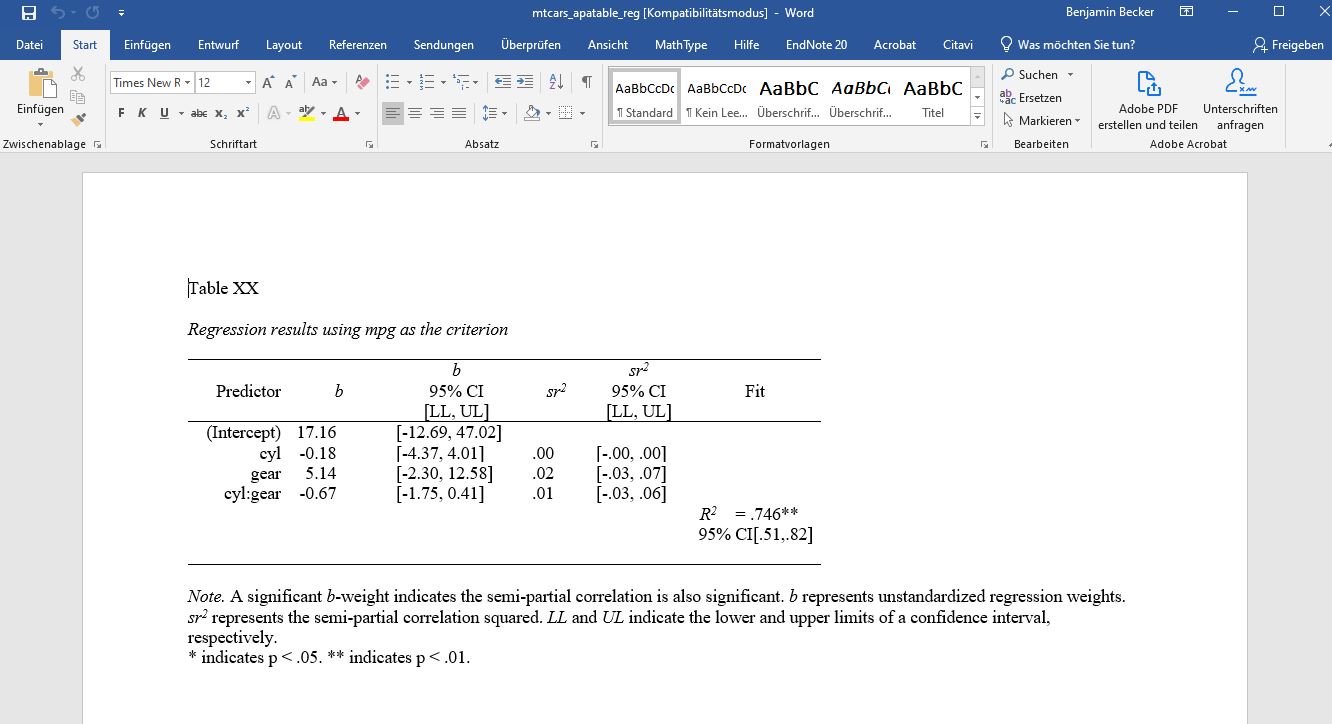 mtcars_apatable_reg [Kompatibilitätsmodus] - Word
Benjamin Becker
Datei Start Einfügen Entwurf Layout Referenzen Sendungen Überprüfen Ansicht MathType Hilfe EndNote 20 Acrobat Citavi Was möchten Sie tun? Freigeben
Einfügen
Zwischenablage
Times New R 12 A A Aa A
F K U abc x₂ x² A ab A
Schriftart
A Z ¶
Absatz
AaBbCcDc AaBbCcDc AaBbC AaBbCc AaBbC
¶ Standard ¶ Kein Lee... Überschrif... Überschrif... Titel
Formatvorlagen
Suchen
ab ac Ersetzen
Markieren
Bearbeiten
Adobe PDF
erstellen und teilen
Unterschriften
anfragen
Adobe Acrobat
Table XX
Regression results using mpg as the criterion
b sr²
Predictor b 95% CI sr² 95% CI Fit
[LL, UL] [LL, UL]
(Intercept) 17.16 [-12.69, 47.02]
cyl -0.18 [-4.37, 4.01] .00 [-.00, .00]
gear 5.14 [-2.30, 12.58] .02 [-.03, .07]
cyl:gear -0.67 [-1.75, 0.41] .01 [-.03, .06]
R² = .746**
95% CI[.51,.82]
Note. A significant b-weight indicates the semi-partial correlation is also significant. b represents unstandardized regression weights.
sr² represents the semi-partial correlation squared. LL and UL indicate the lower and upper limits of a confidence interval,
respectively.
* indicates p < .05. ** indicates p < .01.